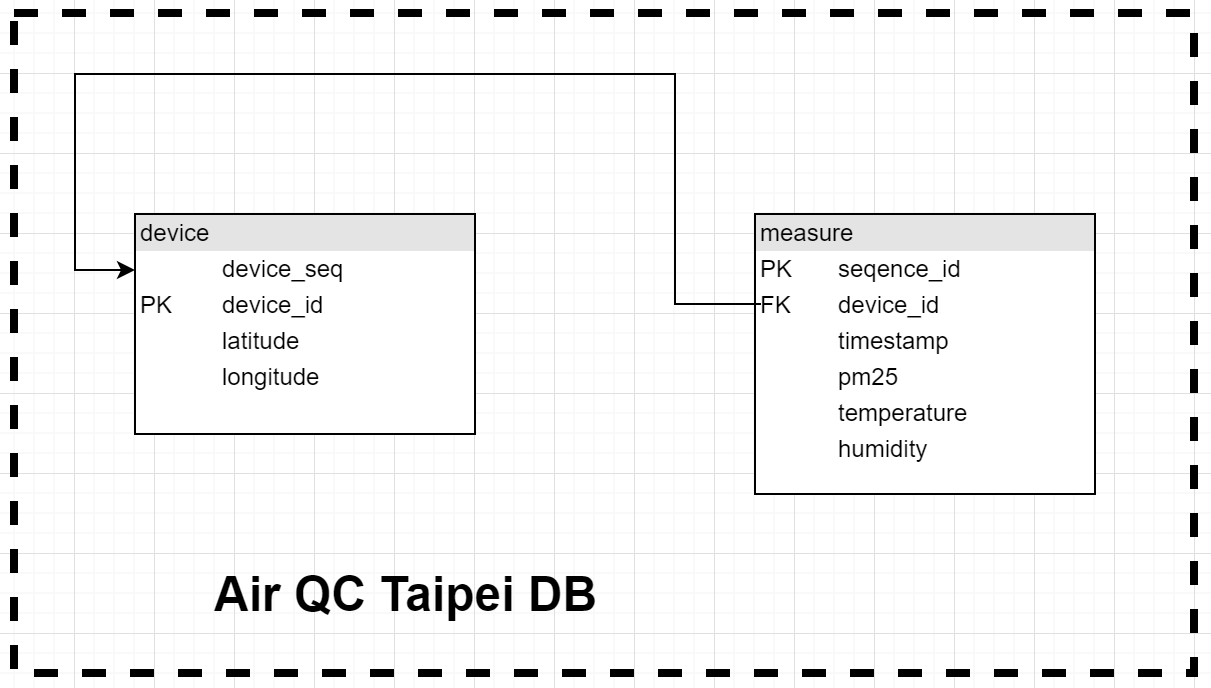 device
device_seq
PK device_id
latitude
longitude
measure
PK seqence_id
FK device_id
timestamp
pm25
temperature
humidity
Air QC Taipei DB